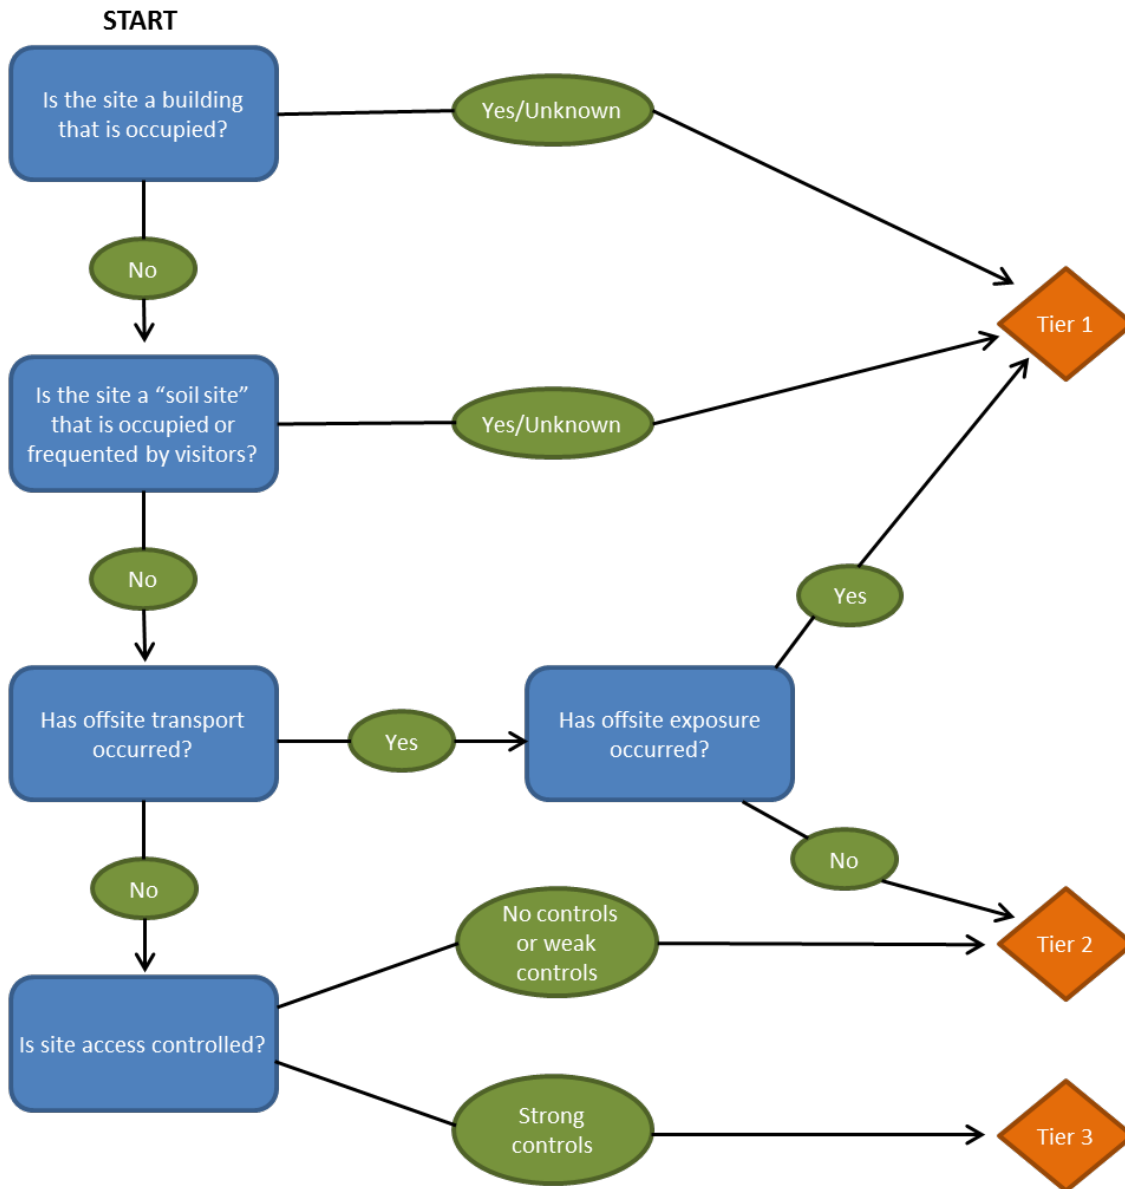 START
Is the site a building
that is occupied?
Yes/Unknown
No
Tier 1
Is the site a “soil site”
that is occupied or
frequented by visitors?
Yes/Unknown
No
Yes
Has offsite transport
occurred?
Yes
Has offsite exposure
occurred?
No
No
No controls
or weak
controls
Tier 2
Is site access controlled?
Strong
controls
Tier 3